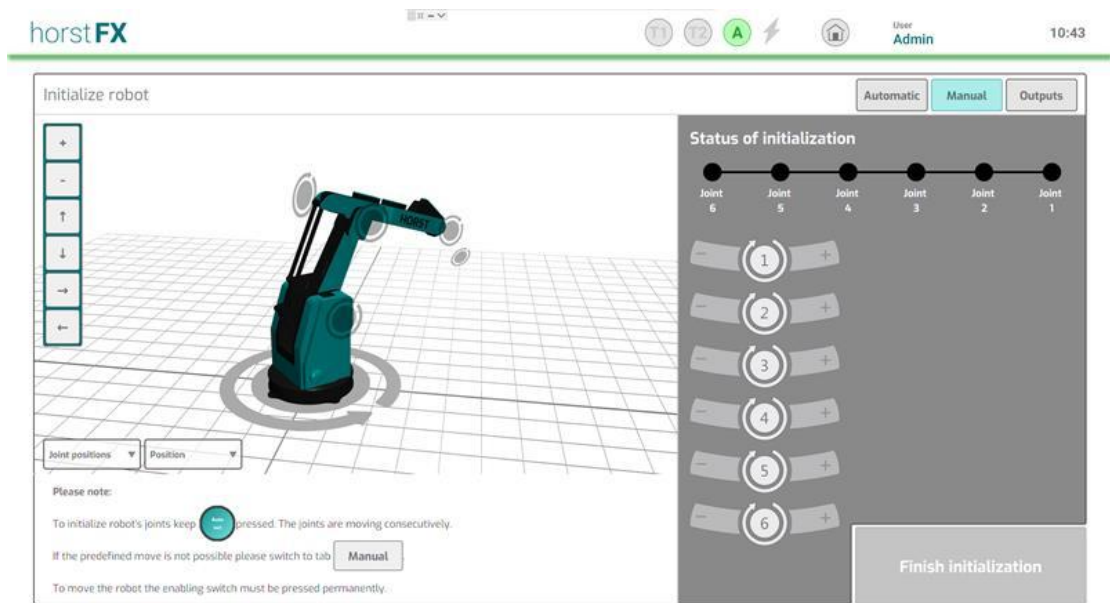 horstFX
T1 T2 A
User
Admin
10:43
Initialize robot
Automatic Manual Outputs
+
-
↑
↓
→
←
HORST
Joint positions ▼ Position ▼
Status of initialization
Joint 6
Joint 5
Joint 4
Joint 3
Joint 2
Joint 1
− 1 +
− 2 +
− 3 +
− 4 +
− 5 +
− 6 +
Please note:
To initialize robot's joints keep pressed. The joints are moving consecutively.
If the predefined move is not possible please switch to tab Manual .
To move the robot the enabling switch must be pressed permanently.
Finish initialization